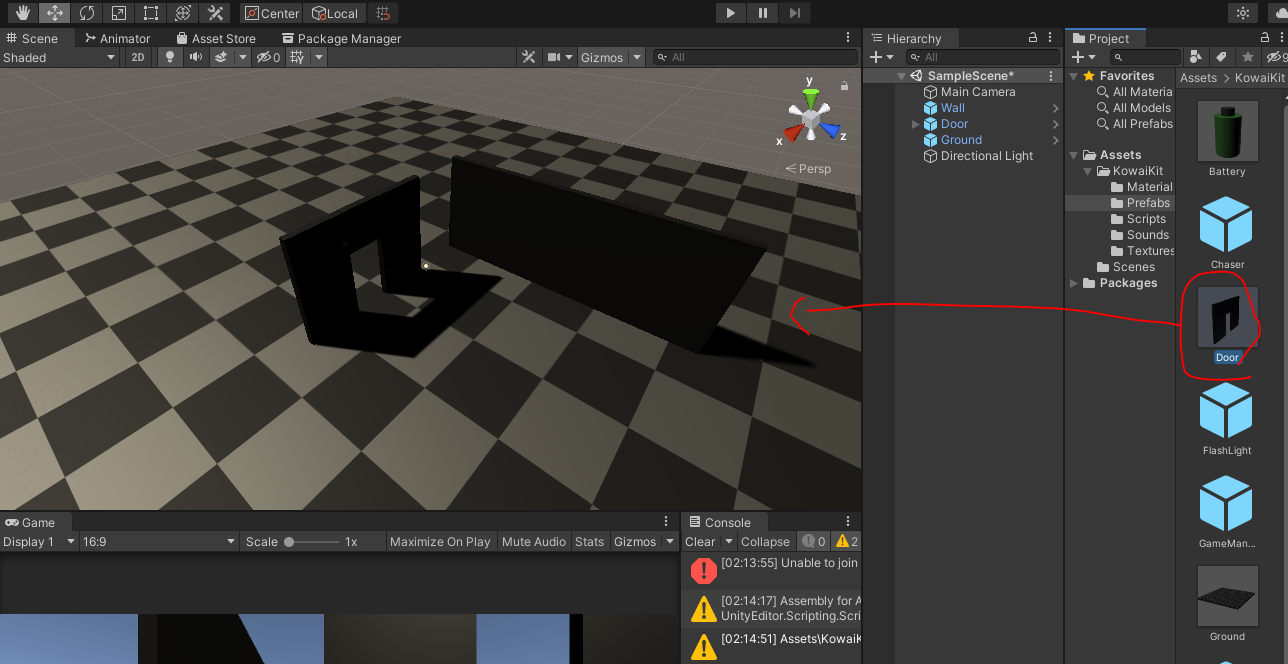 Center Local
Scene Animator Asset Store Package Manager
Shaded 2D 0 Gizmos All
y
x z
Persp
Hierarchy
All
SampleScene*
Main Camera
Wall
Door
Ground
Directional Light
Project
9
Favorites
All Materia
All Models
All Prefabs
Assets
KowaiKit
Material
Prefabs
Scripts
Sounds
Textures
Scenes
Packages
Assets > KowaiKit
Battery
Chaser
Door
FlashLight
GameMan...
Ground
Game
Display 1 16:9 Scale 1x Maximize On Play Mute Audio Stats Gizmos
Console
Clear Collapse 0 2
[02:13:55] Unable to join
[02:14:17] Assembly for A
UnityEditor.Scripting.Scri
[02:14:51] Assets\KowaiK